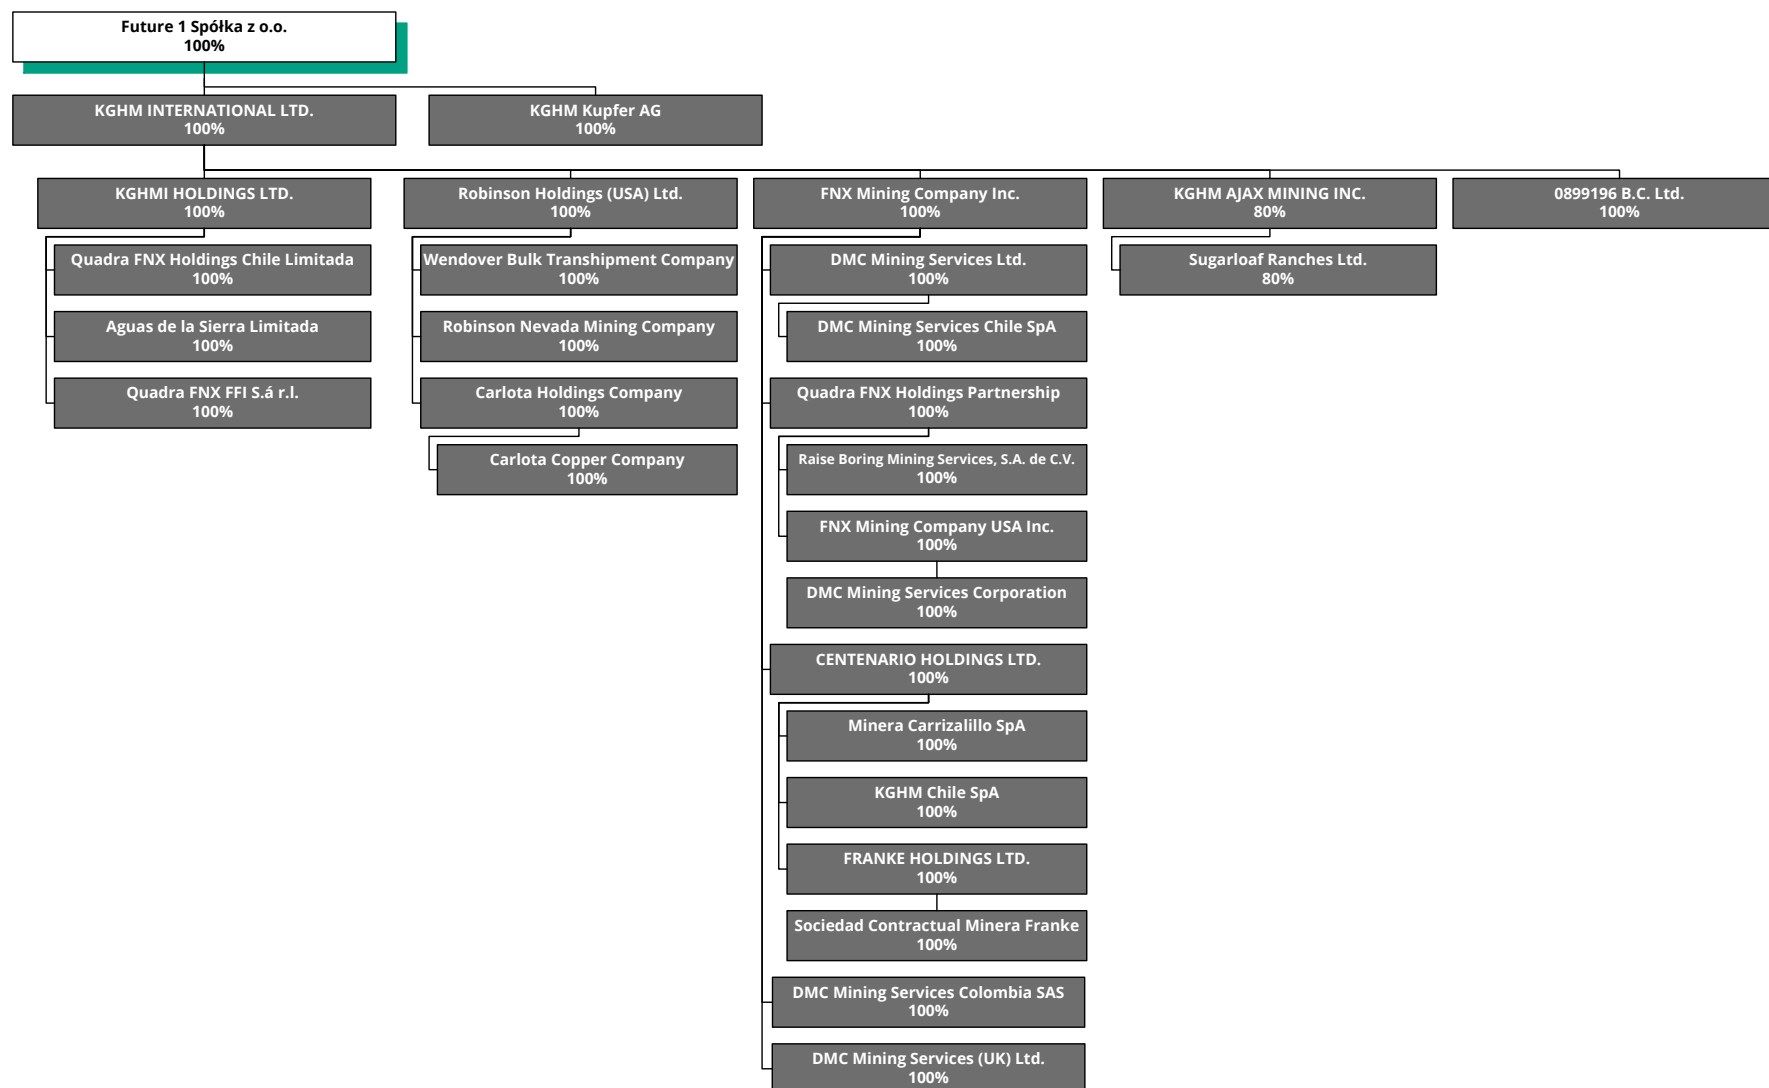 Future 1 Spółka z o.o.
100%
KGHM INTERNATIONAL LTD.
100%
KGHM Kupfer AG
100%
KGHMI HOLDINGS LTD.
100%
Robinson Holdings (USA) Ltd.
100%
FNX Mining Company Inc.
100%
KGHM AJAX MINING INC.
80%
0899196 B.C. Ltd.
100%
Quadra FNX Holdings Chile Limitada
100%
Aguas de la Sierra Limitada
100%
Quadra FNX FFI S.á r.l.
100%
Wendover Bulk Transhipment Company
100%
Robinson Nevada Mining Company
100%
Carlota Holdings Company
100%
Carlota Copper Company
100%
DMC Mining Services Ltd.
100%
DMC Mining Services Chile SpA
100%
Quadra FNX Holdings Partnership
100%
Raise Boring Mining Services, S.A. de C.V.
100%
FNX Mining Company USA Inc.
100%
DMC Mining Services Corporation
100%
CENTENARIO HOLDINGS LTD.
100%
Minera Carrizalillo SpA
100%
KGHM Chile SpA
100%
FRANKE HOLDINGS LTD.
100%
Sociedad Contractual Minera Franke
100%
DMC Mining Services Colombia SAS
100%
DMC Mining Services (UK) Ltd.
100%
Sugarloaf Ranches Ltd.
80%